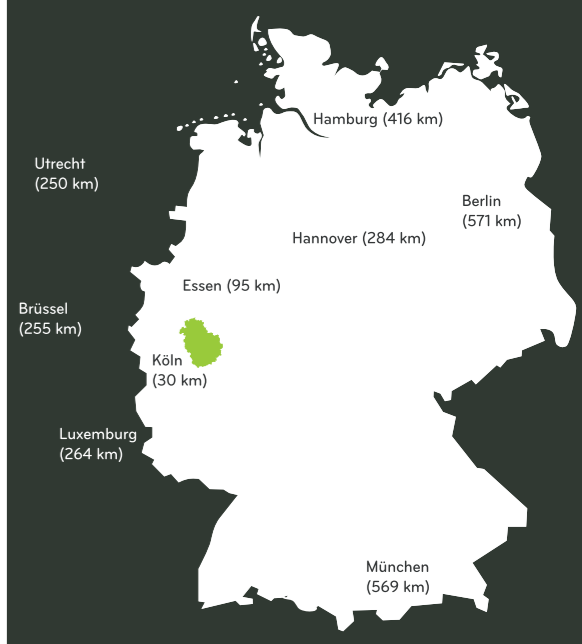 Hamburg (416 km)
Utrecht
(250 km)
Berlin
(571 km)
Hannover (284 km)
Essen (95 km)
Brüssel
(255 km)
Köln
(30 km)
Luxemburg
(264 km)
München
(569 km)